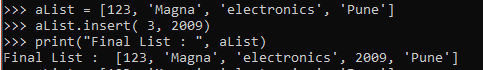 >>> aList = [123, 'Magna', 'electronics', 'Pune']
>>> aList.insert( 3, 2009)
>>> print("Final List : ", aList)
Final List :  [123, 'Magna', 'electronics', 2009, 'Pune']